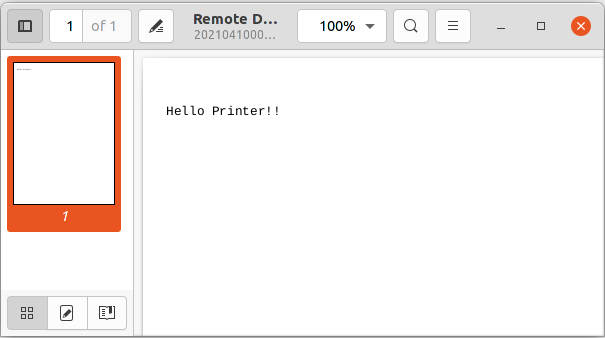 1 of 1
Remote D...
2021041000...
100%
Hello Printer!!
1